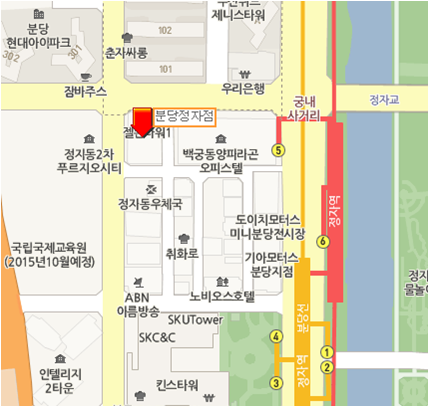 분당
현대아이파크
302
301
춘자싸롱
103
102
101
제니스타워
우리은행
잠바주스
궁내
사거리
정자교
분당정자점
젤존타워1
5
정지동2차
푸르지오시티
백궁동양파라곤
오피스텔
정자역
정자동우체국
도이치모터스
미니분당전시장
6
국립국제교육원
(2015년10월예정)
취화로
기아모터스
분당지점
정자
물놀이
ABN
아름방송
노비오스호텔
분당선
SKUTower
SKC&C
4
1
2
인텔리지
2타운
킨스타워
3
정자역